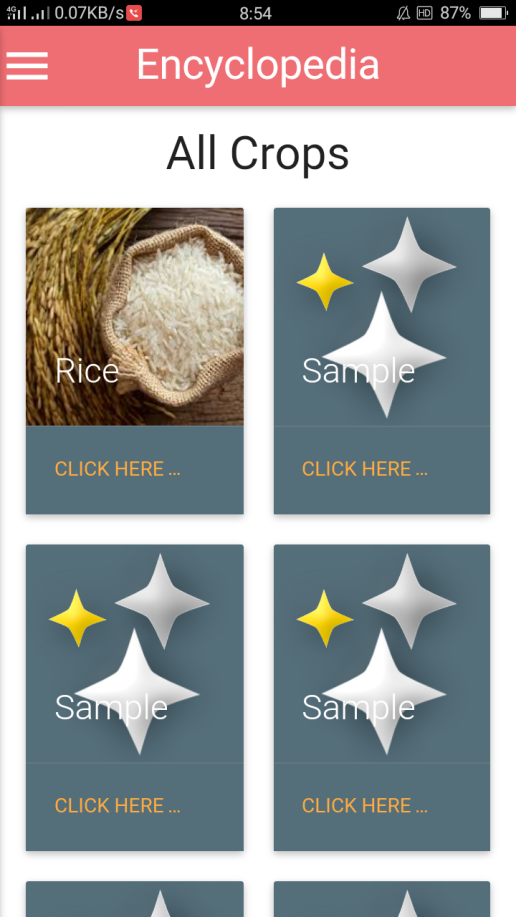 4G 0.07KB/s 8:54 HD 87%
Encyclopedia
All Crops
Rice
Sample
CLICK HERE ...
CLICK HERE ...
Sample
Sample
CLICK HERE ...
CLICK HERE ...